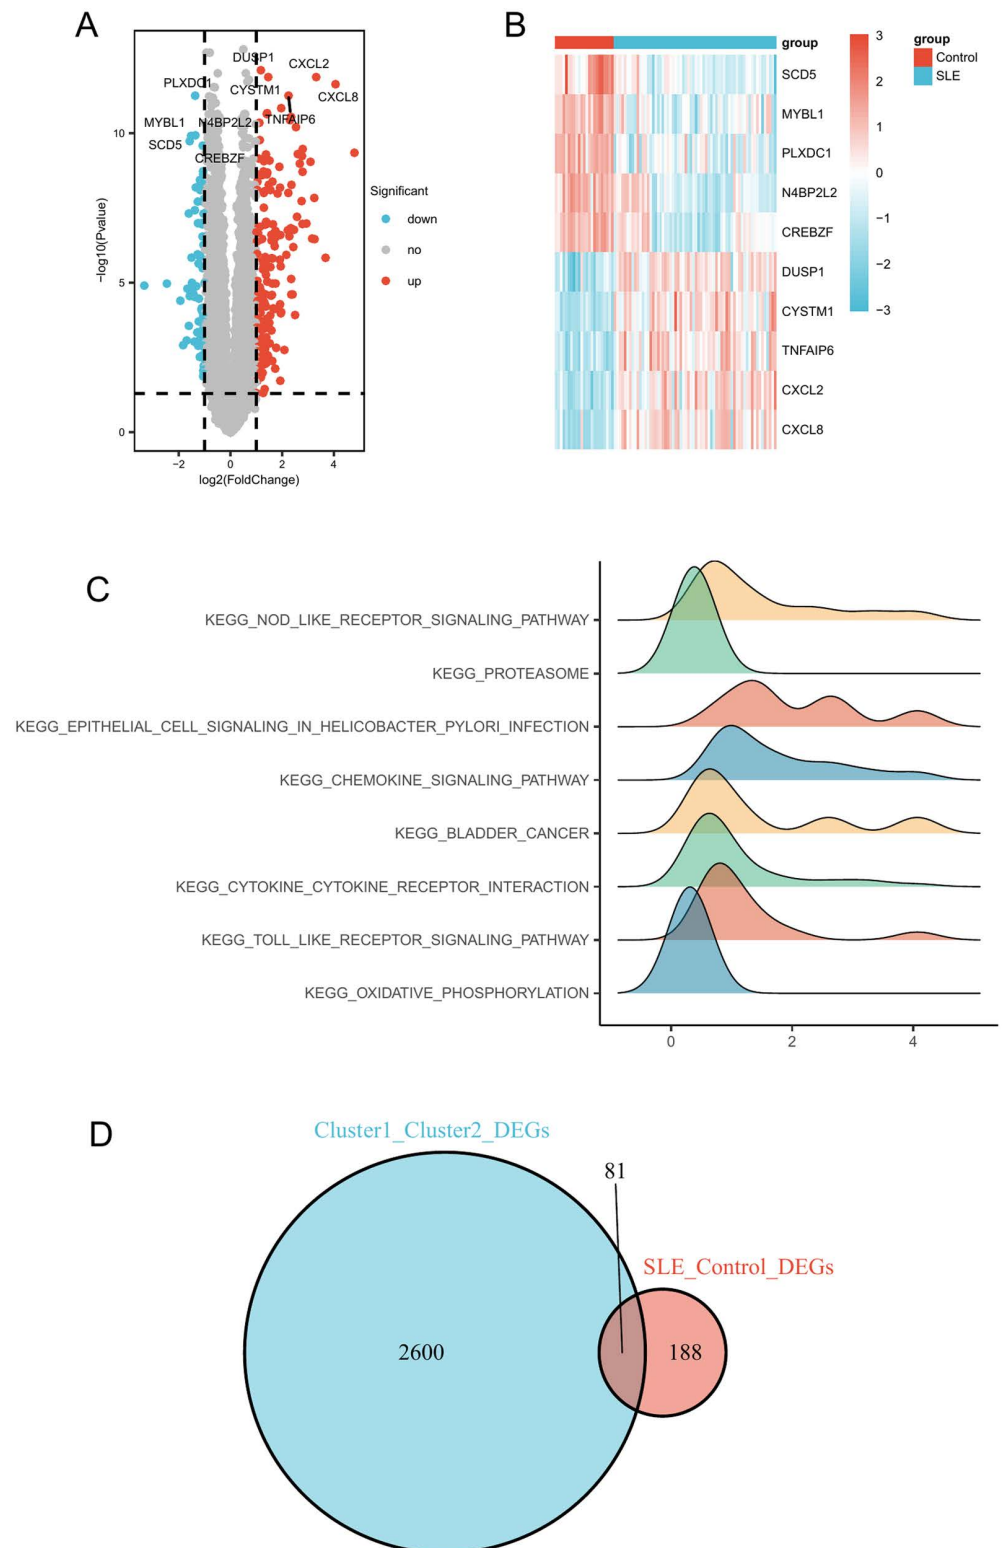 A
DUSP1
CXCL2
PLXDC1
CYSTM1
CXCL8
MYBL1
N4BP2L2
TNFAIP6
SCD5
CREBZF
10
5
0
−log10(Pvalue)
−2
0
2
4
log2(FoldChange)
Significant
down
no
up
B
group
SCD5
MYBL1
PLXDC1
N4BP2L2
CREBZF
DUSP1
CYSTM1
TNFAIP6
CXCL2
CXCL8
3
2
1
0
−1
−2
−3
group
Control
SLE
C
KEGG_NOD_LIKE_RECEPTOR_SIGNALING_PATHWAY
KEGG_PROTEASOME
KEGG_EPITHELIAL_CELL_SIGNALING_IN_HELICOBACTER_PYLORI_INFECTION
KEGG_CHEMOKINE_SIGNALING_PATHWAY
KEGG_BLADDER_CANCER
KEGG_CYTOKINE_CYTOKINE_RECEPTOR_INTERACTION
KEGG_TOLL_LIKE_RECEPTOR_SIGNALING_PATHWAY
KEGG_OXIDATIVE_PHOSPHORYLATION
0
2
4
D
Cluster1_Cluster2_DEGs
81
SLE_Control_DEGs
2600
188